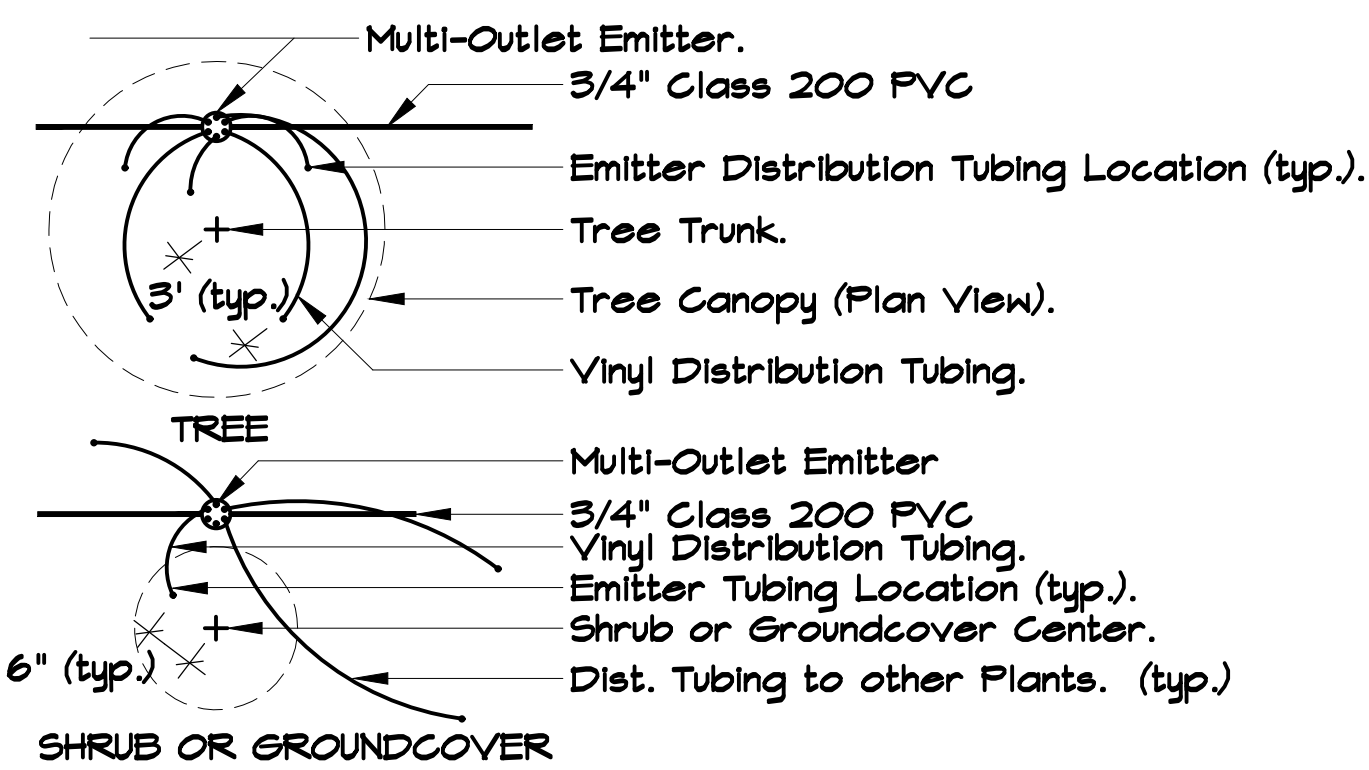 Multi-Outlet Emitter.
3/4" Class 200 PVC
Emitter Distribution Tubing Location (typ.).
Tree Trunk.
3' (typ.)
Tree Canopy (Plan View).
Vinyl Distribution Tubing.
TREE
Multi-Outlet Emitter
3/4" Class 200 PVC
Vinyl Distribution Tubing.
Emitter Tubing Location (typ.).
Shrub or Groundcover Center.
6" (typ.)
Dist. Tubing to other Plants. (typ.)
SHRUB OR GROUNDCOVER